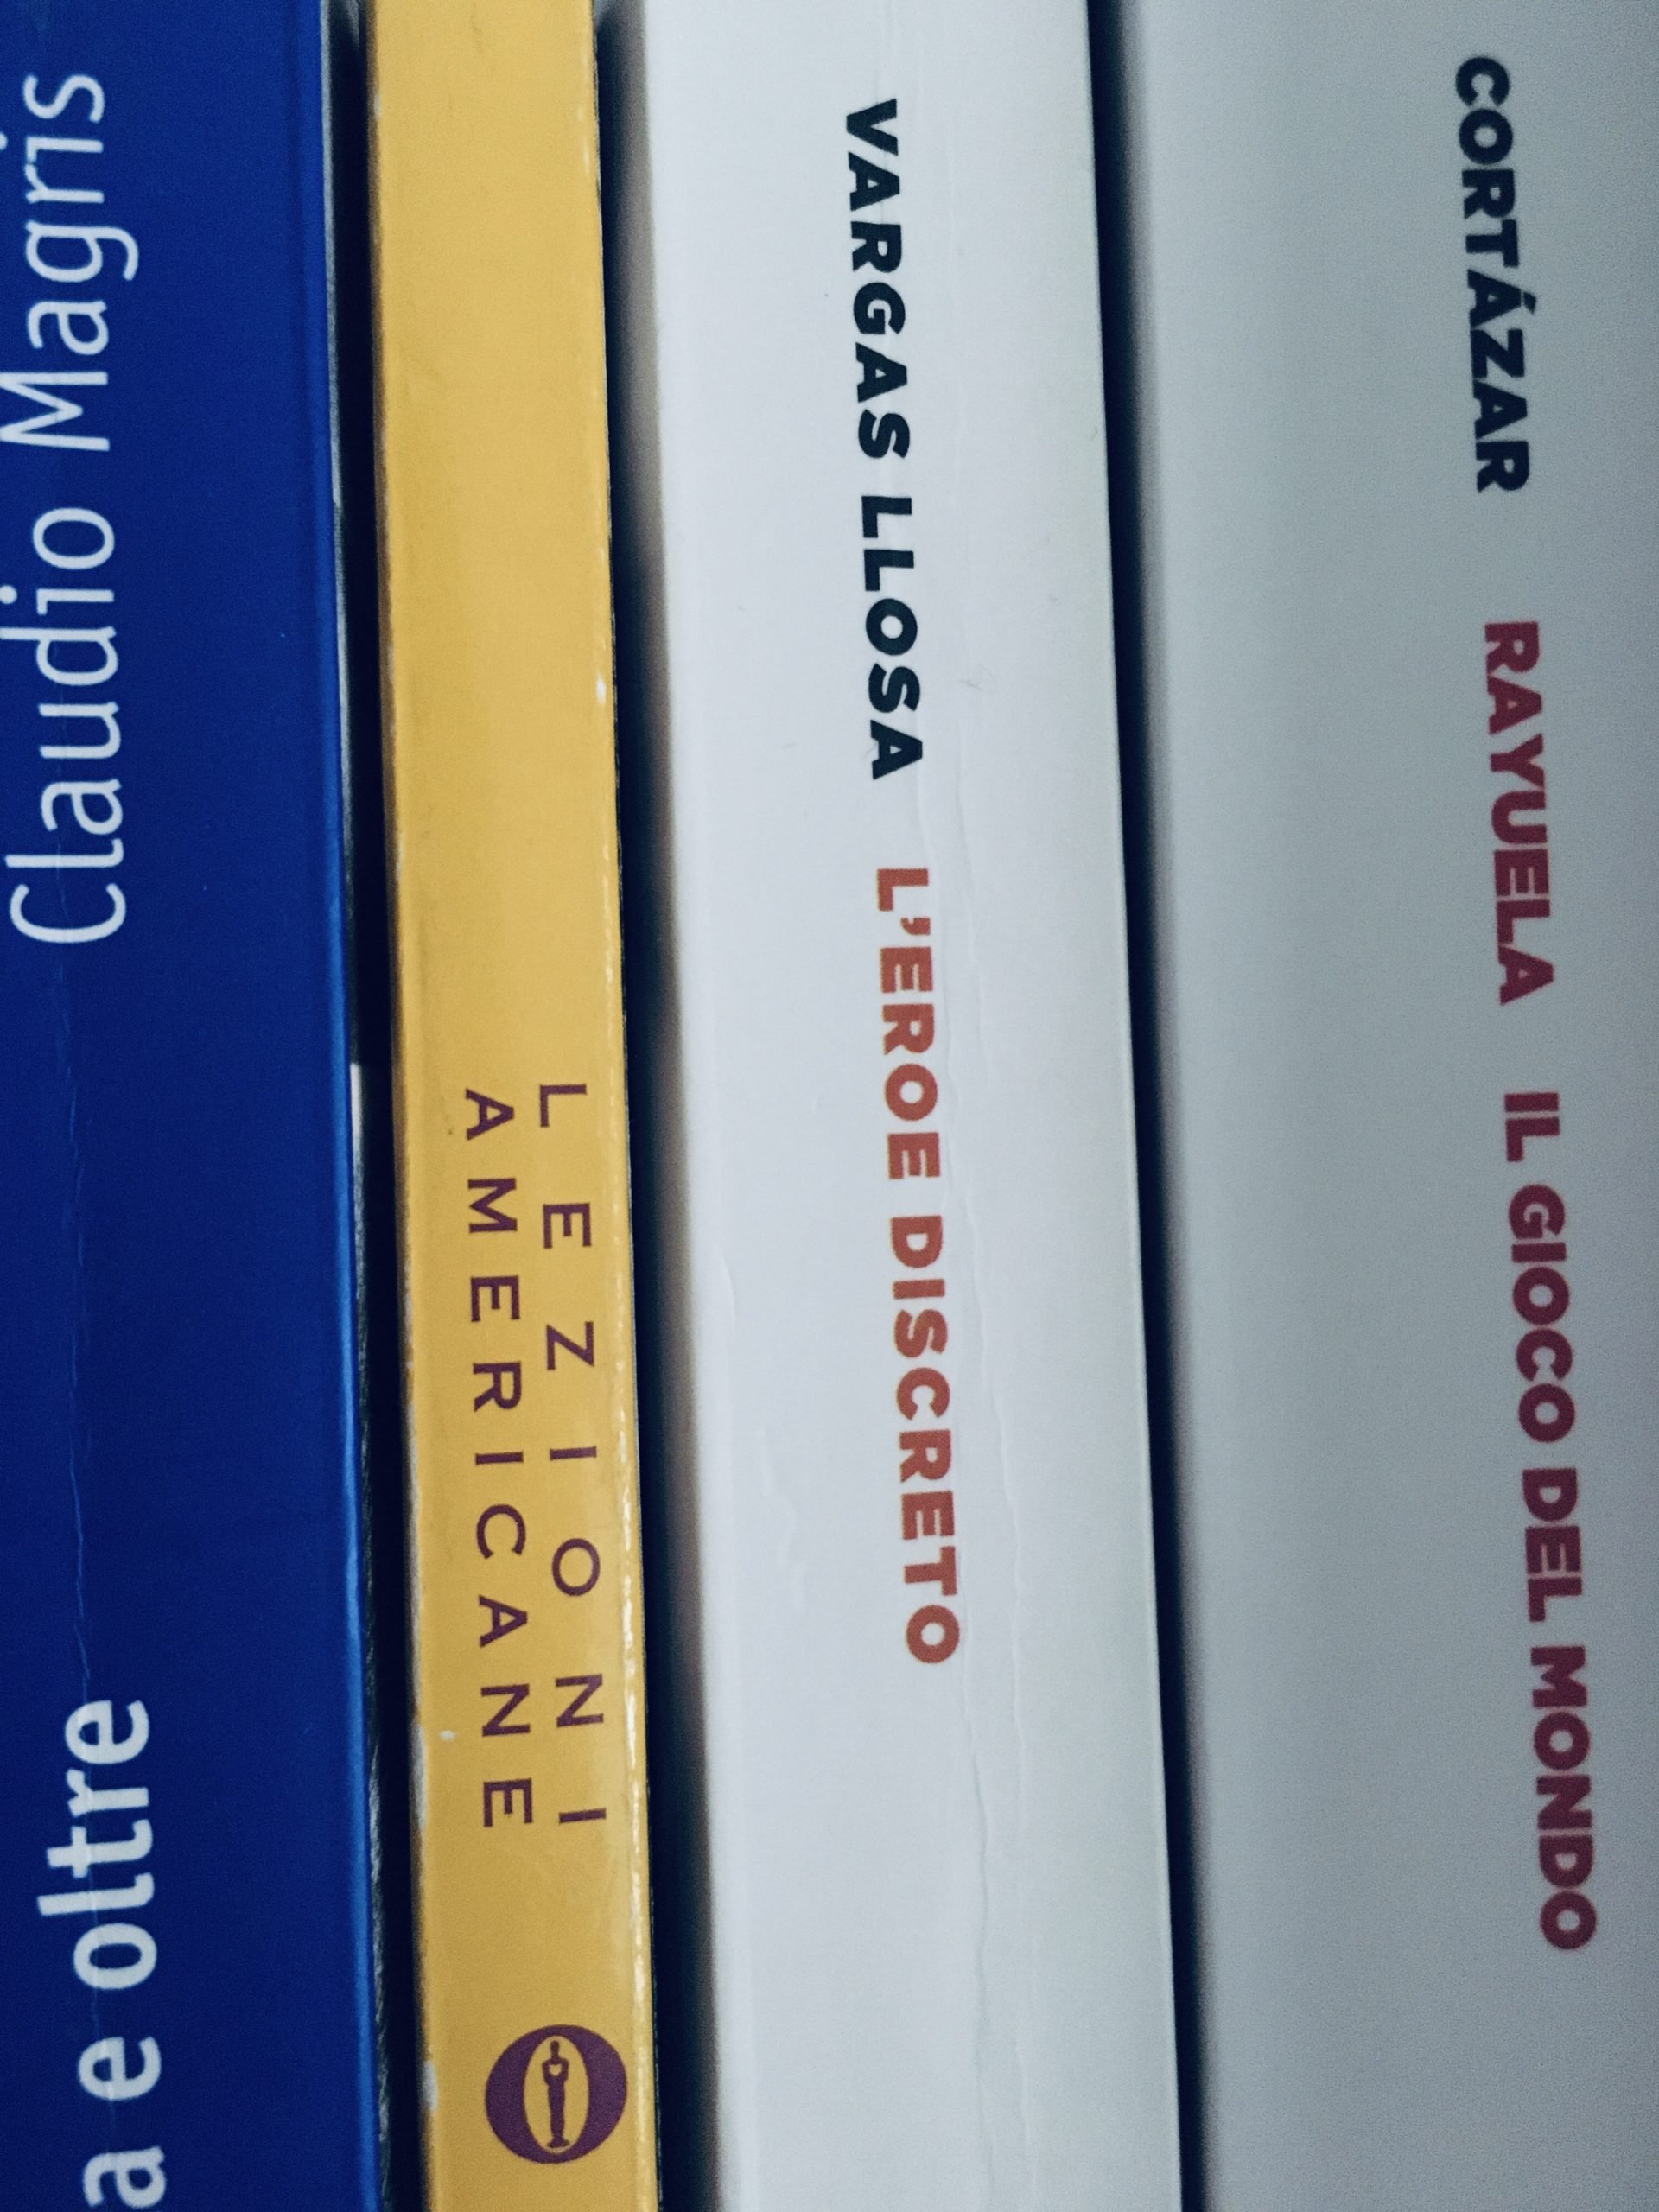 a e oltre Claudio Magris
LEZIONI
AMERICANE
VARGAS LLOSA L'EROE DISCRETO
CORTÁZAR RAYUELA IL GIOCO DEL MONDO